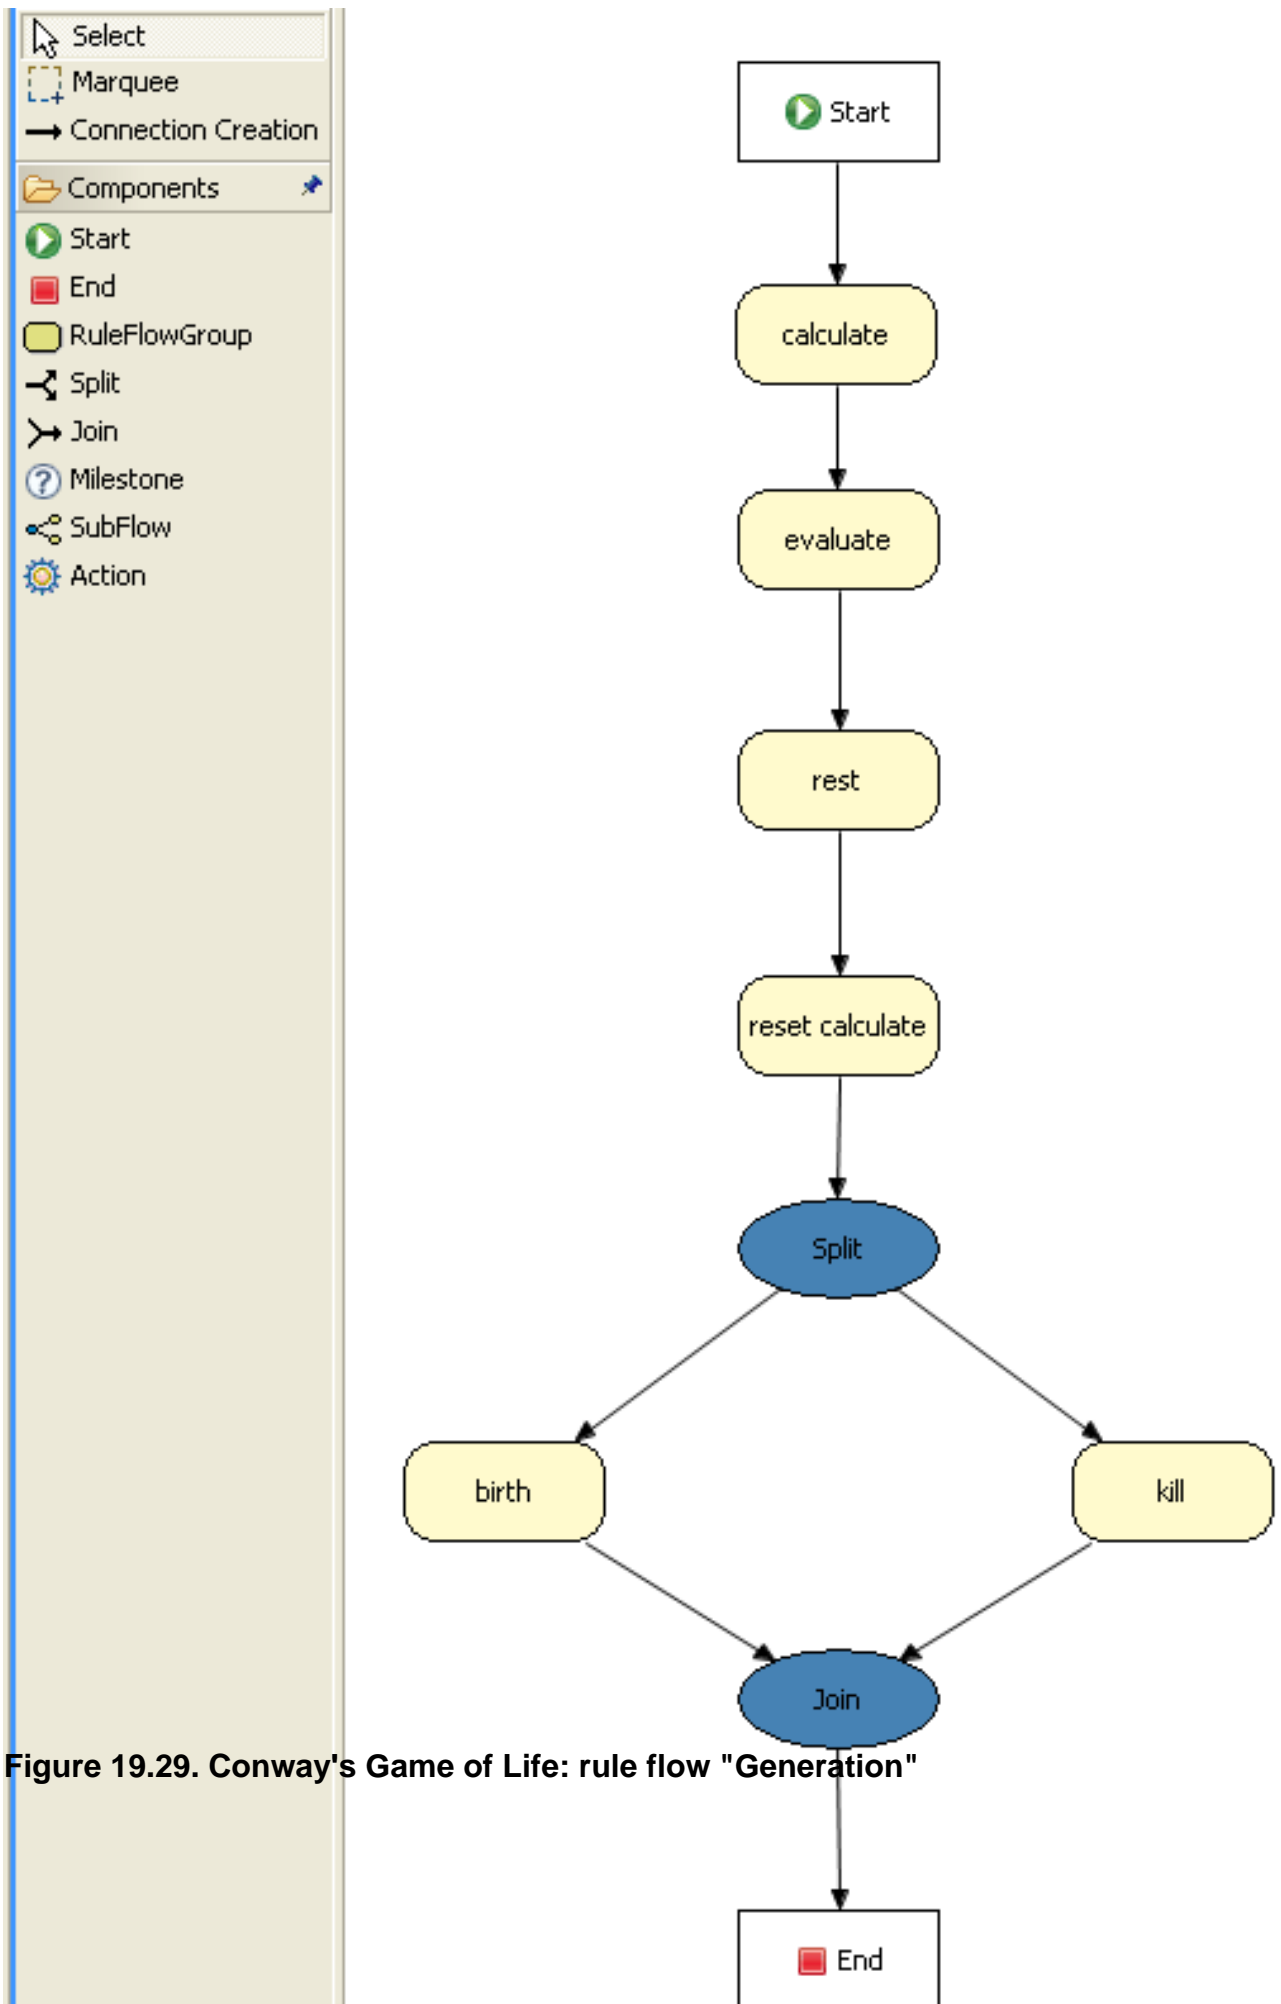 Select
Marquee
Connection Creation
Components
Start
End
RuleFlowGroup
Split
Join
Milestone
SubFlow
Action
Start
calculate
evaluate
rest
reset calculate
Split
birth
kill
Join
Figure 19.29. Conway's Game of Life: rule flow "Generation"
End